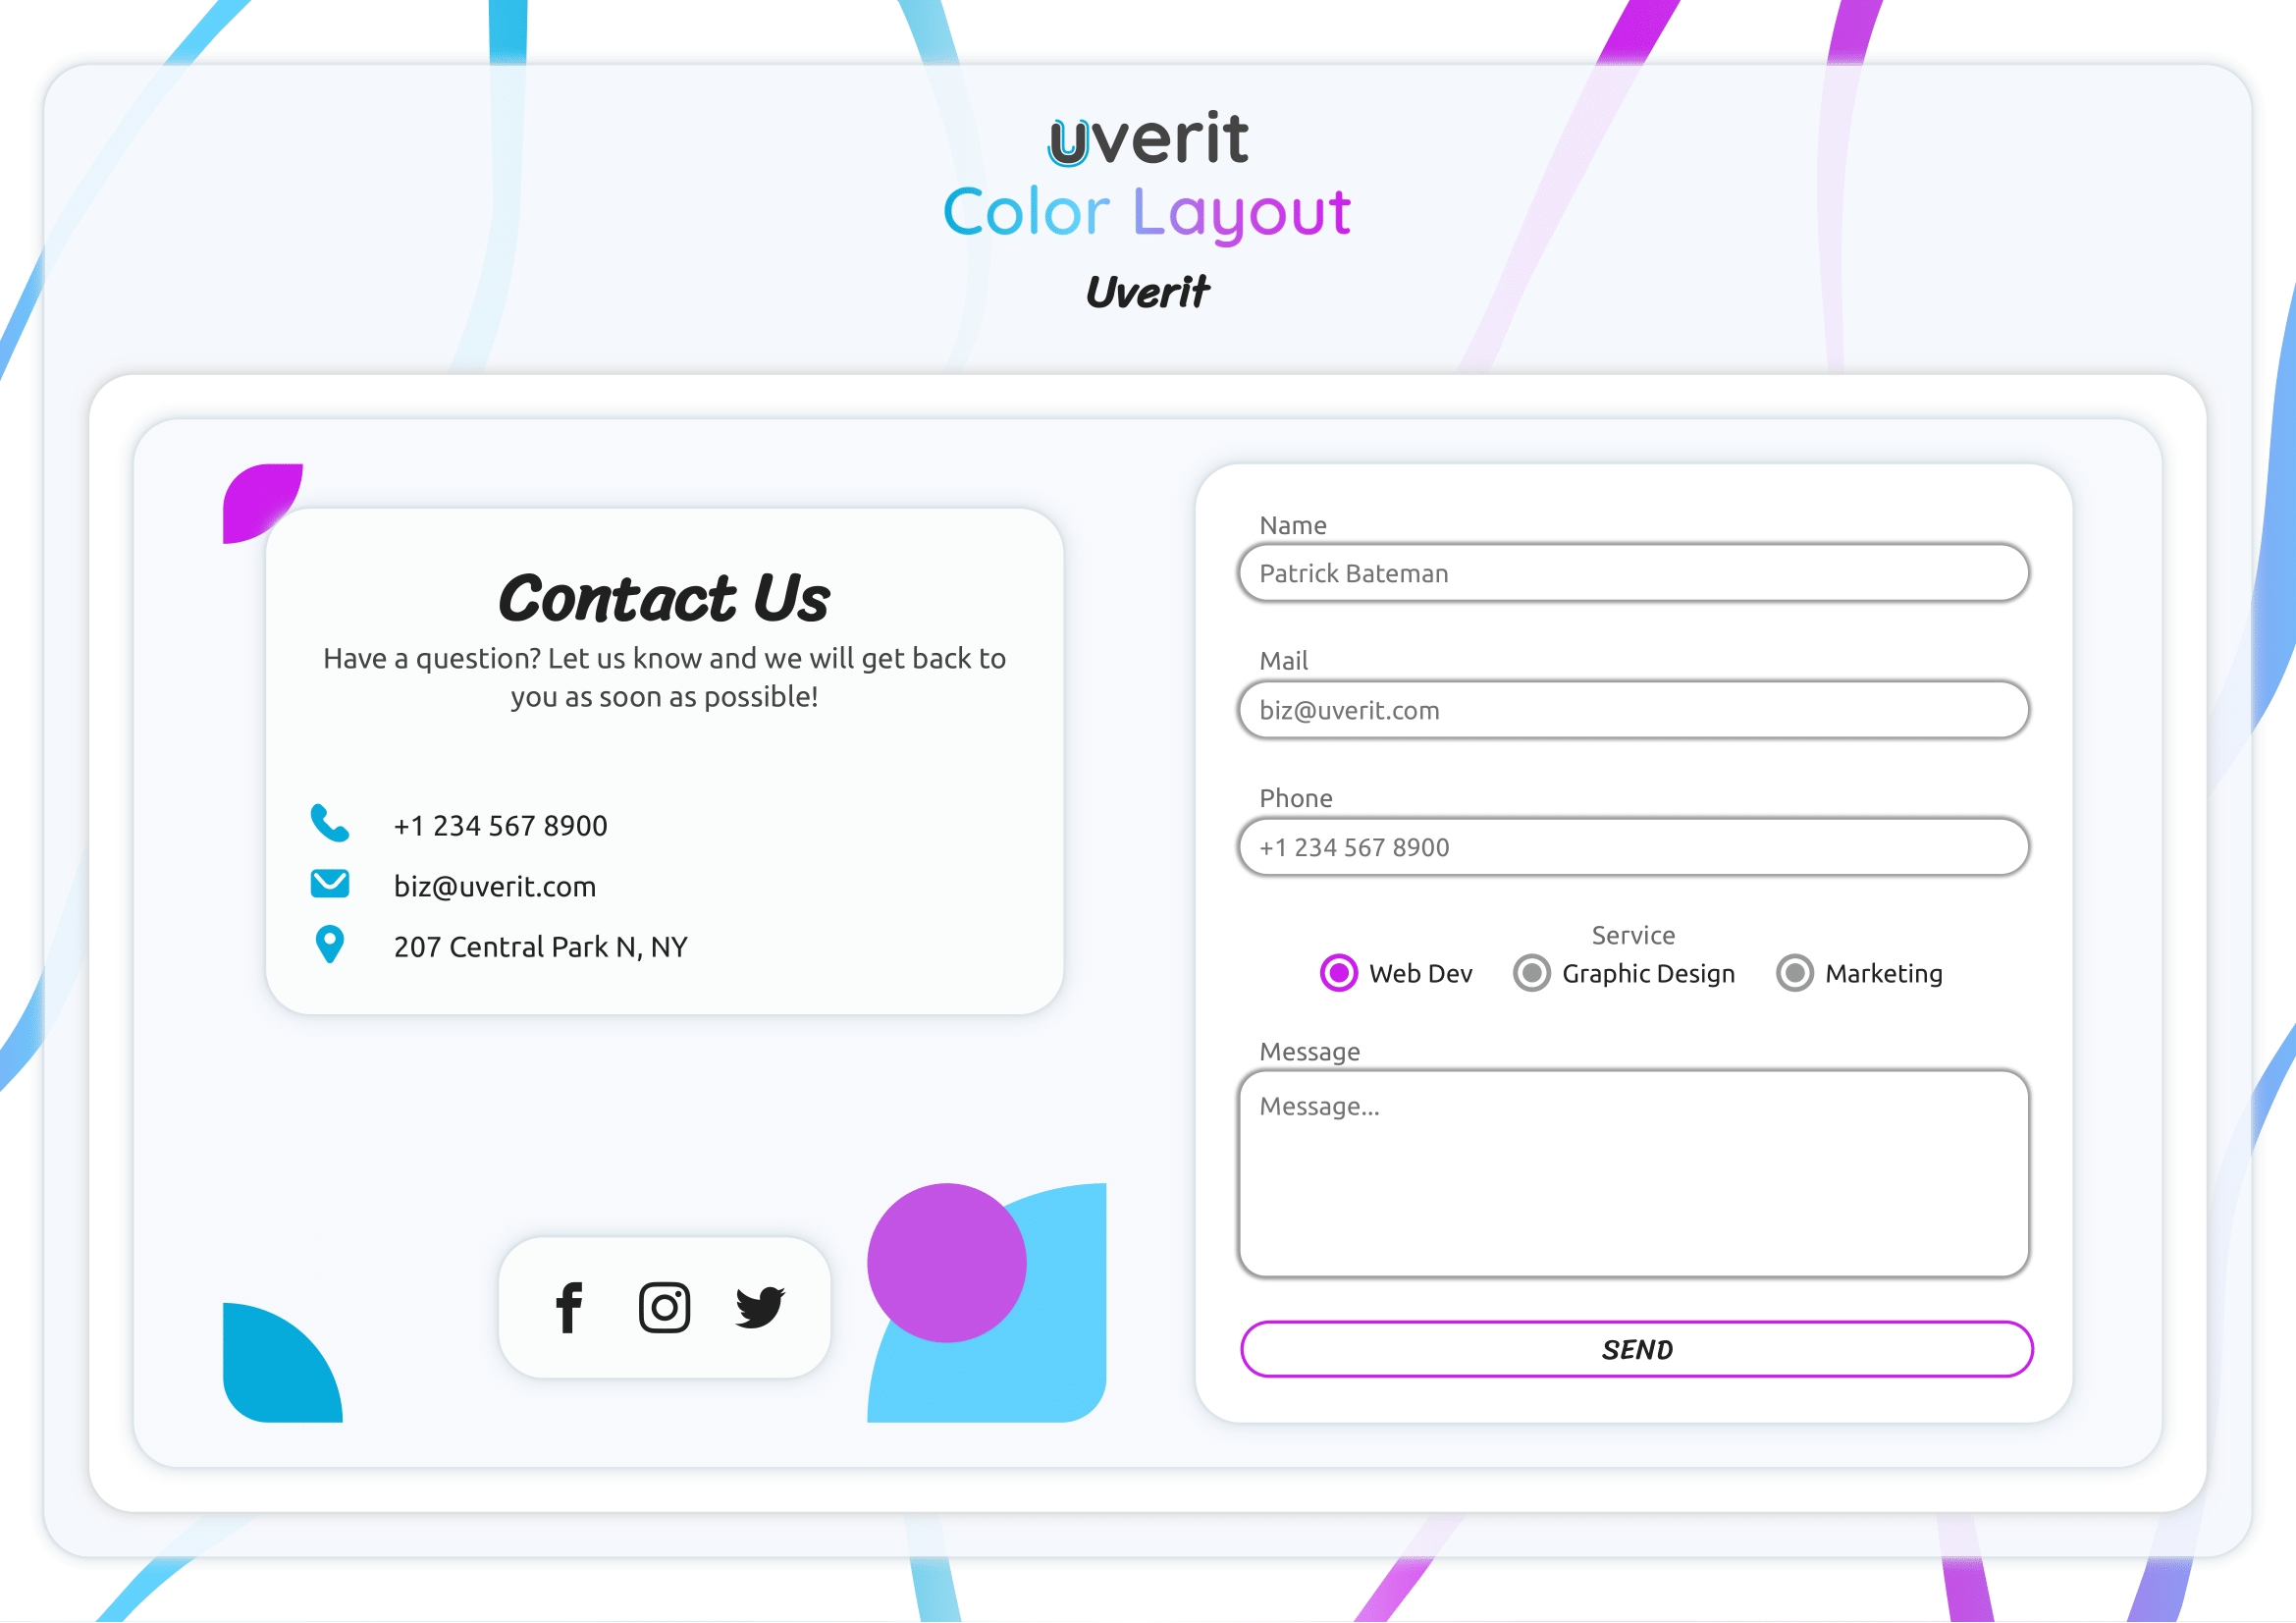 uverit
Color Layout
Uverit
Contact Us
Have a question? Let us know and we will get back to
you as soon as possible!
+1 234 567 8900
biz@uverit.com
207 Central Park N, NY
Name
Patrick Bateman
Mail
biz@uverit.com
Phone
+1 234 567 8900
Service
Web Dev Graphic Design Marketing
Message
Message...
SEND